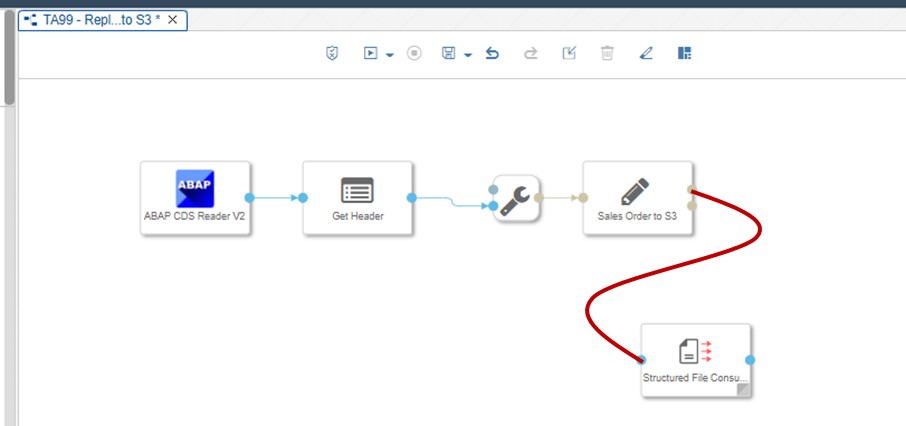 TA99 - Repl...to S3 *
ABAP
ABAP CDS Reader V2
Get Header
Sales Order to S3
Structured File Consu...